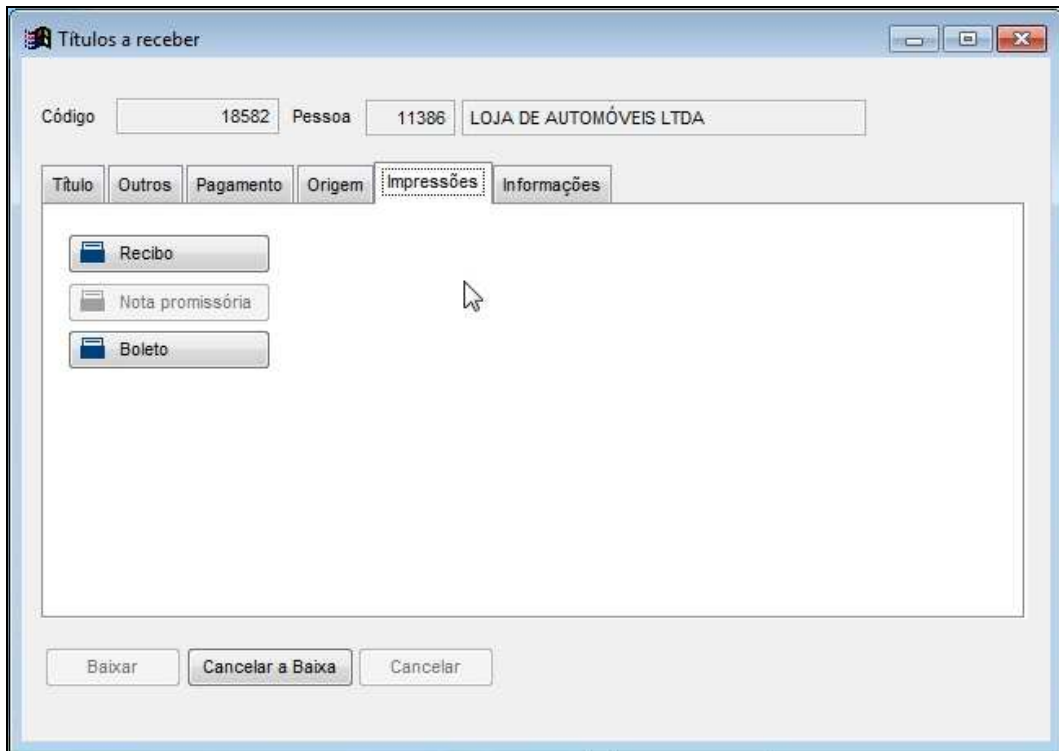 Títulos a receber
Código 18582 Pessoa 11386 LOJA DE AUTOMÓVEIS LTDA
Título Outros Pagamento Origem Impressões Informações
Recibo
Nota promissória
Boleto
Baixar Cancelar a Baixa Cancelar